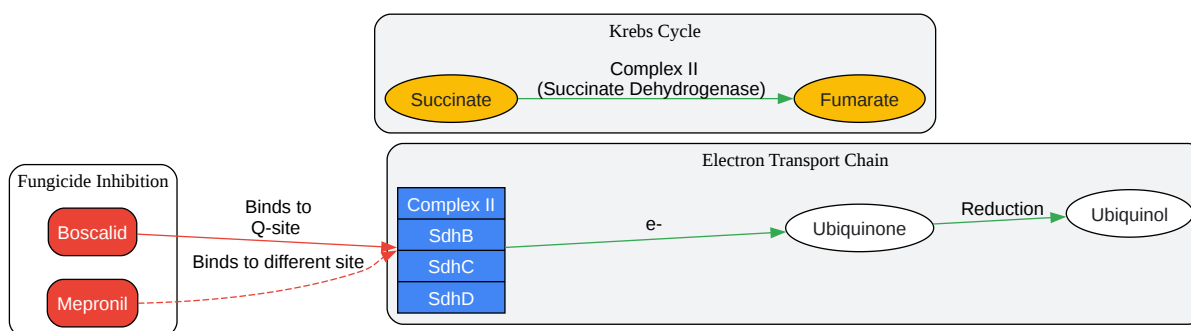 Krebs Cycle
Succinate
Complex II
(Succinate Dehydrogenase)
Fumarate
Fungicide Inhibition
Boscalid
Mepronil
Binds to
Q-site
Binds to different site
Electron Transport Chain
Complex II
SdhB
SdhC
SdhD
e-
Ubiquinone
Reduction
Ubiquinol